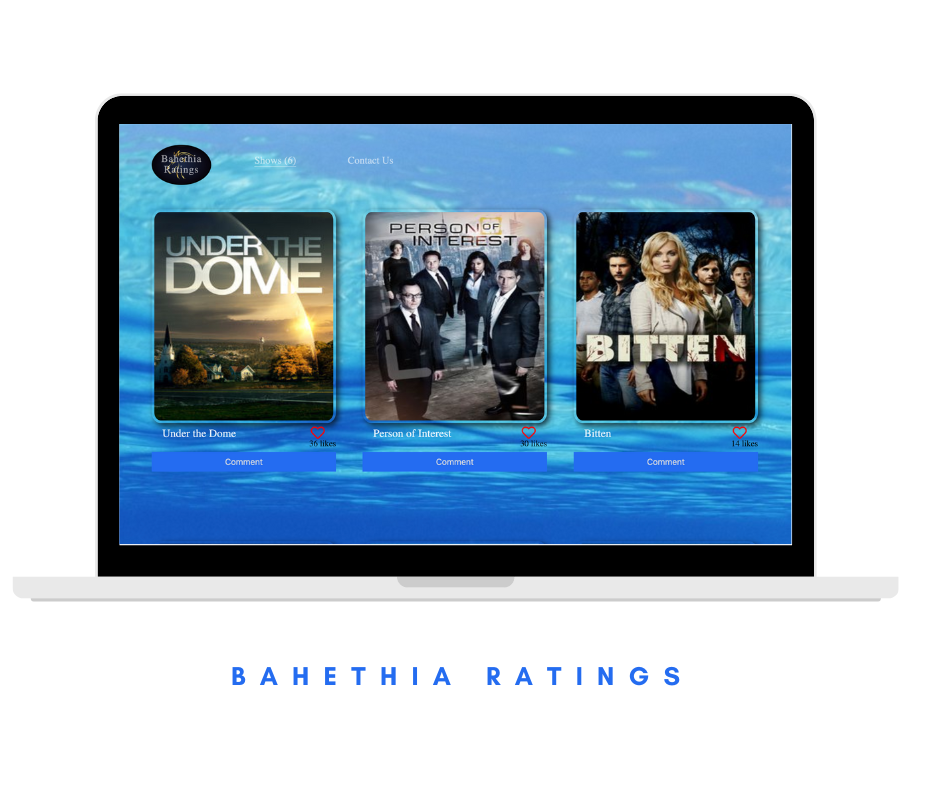 Bahethia
Ratings
Shows (6)
Contact Us
UNDER THE
DOME
PERSON OF
INTEREST
BITTEN
Under the Dome
36 likes
Person of Interest
30 likes
Bitten
14 likes
Comment
Comment
Comment
BAHETHIA RATINGS